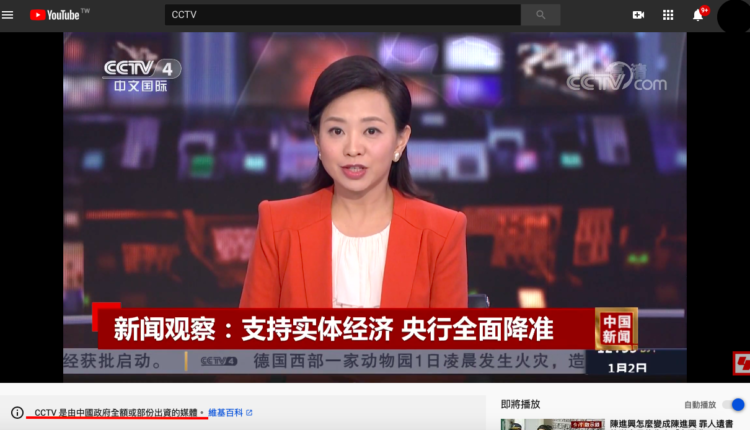 YouTube TW
CCTV
9+
CCTV 4
中文国际
CCTV com
新闻观察：支持实体经济 央行全面降准
中国
新闻
经获批启动。 CCTV 4 德国西部一家动物园1日凌晨发生火灾，造
1月2日
CCTV 是由中國政府全額或部份出資的媒體。 維基百科
即將播放
自動播放
陳進興怎麼變成陳進興 罪人遺書